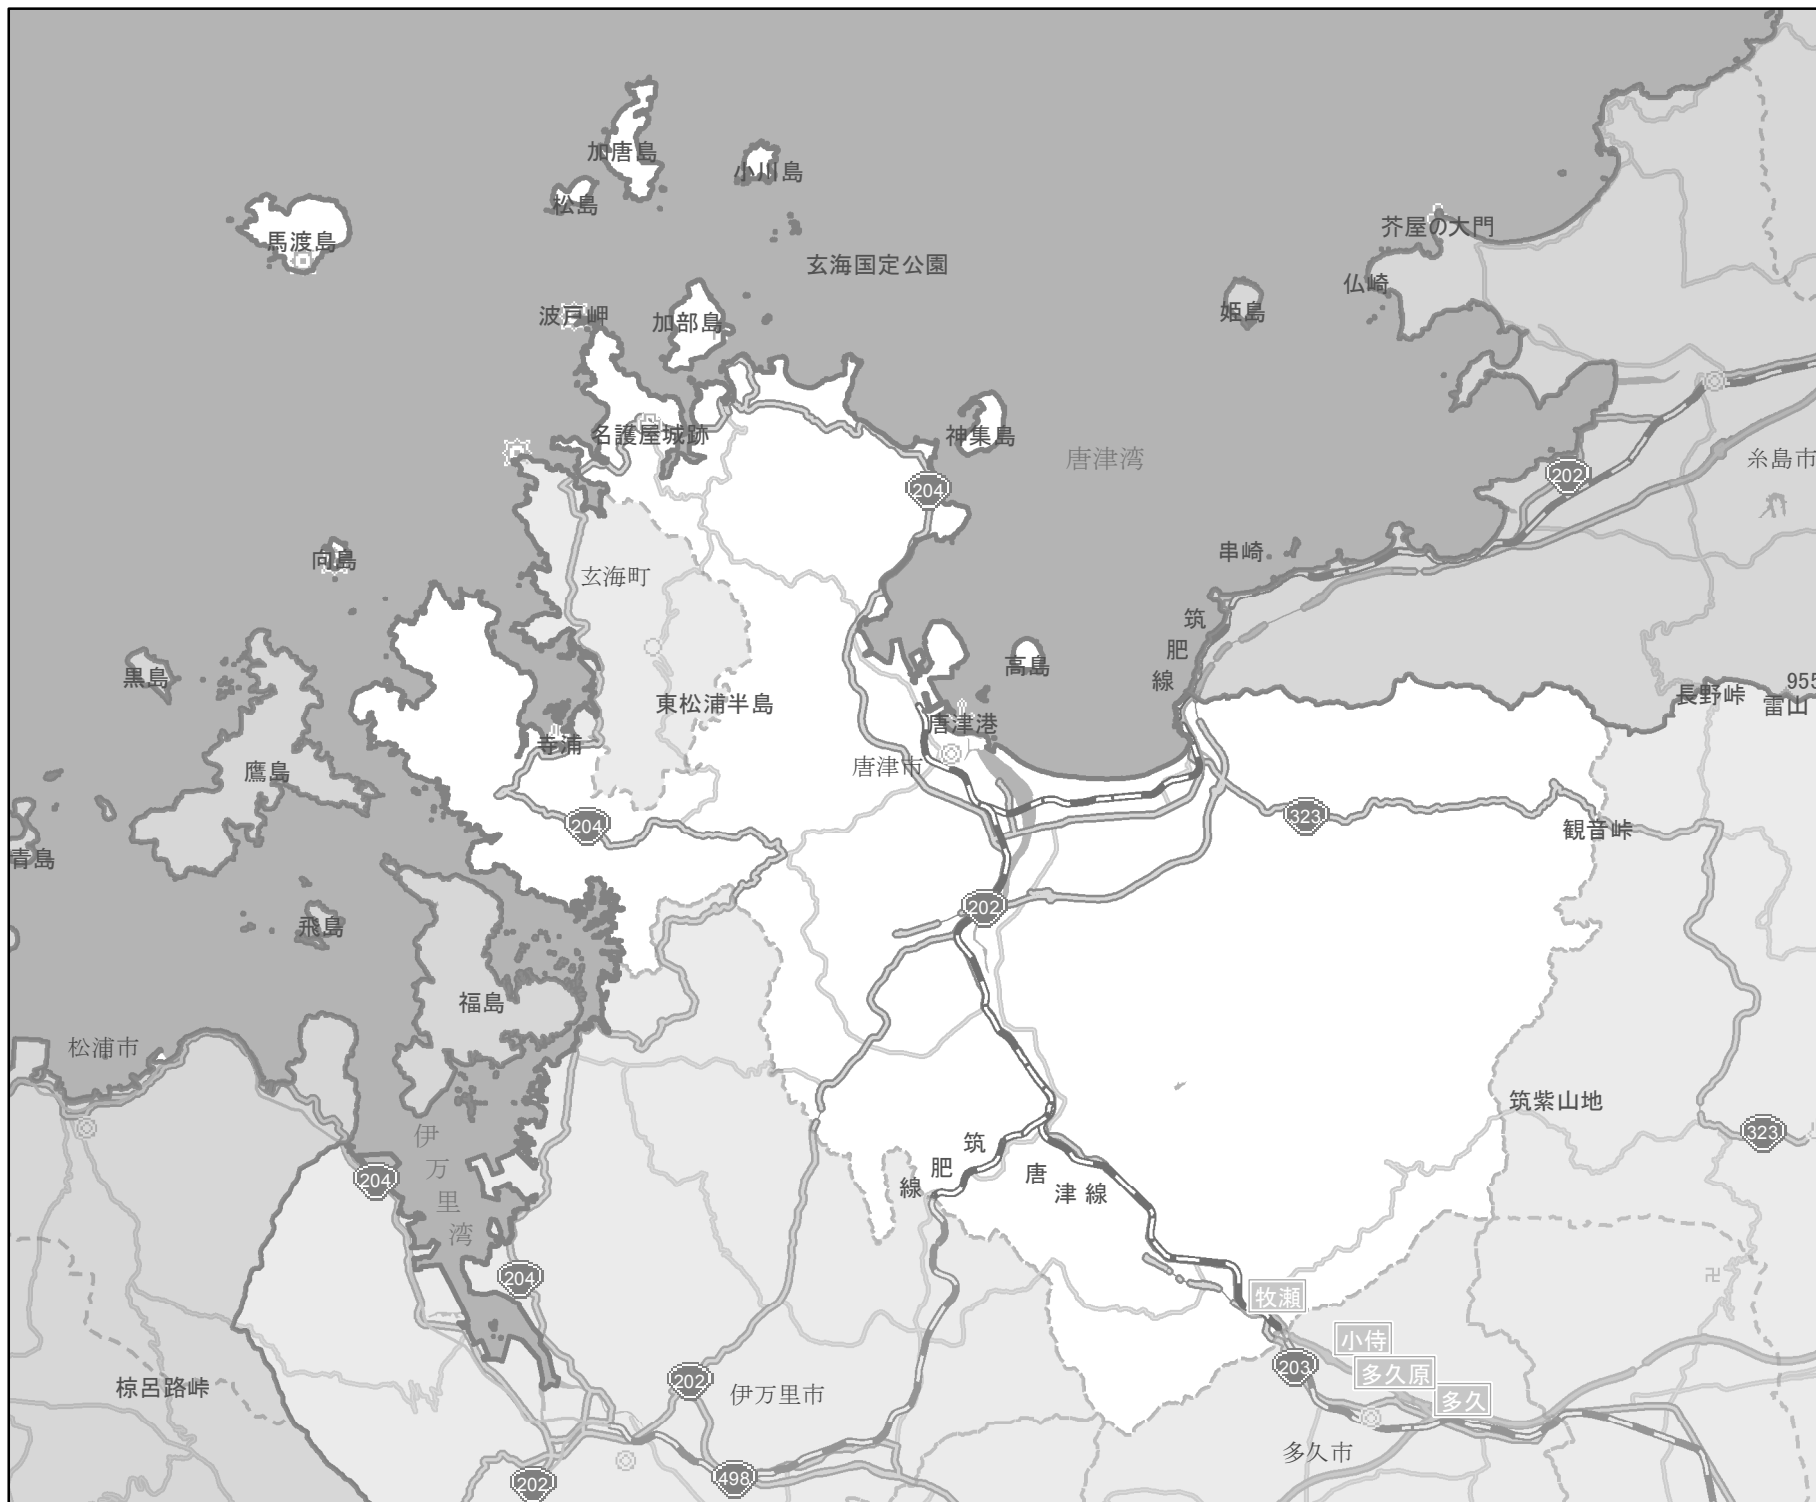 加唐島
小川島
松島
馬渡島
芥屋の大門
玄海国定公園
仏崎
姫島
波戸岬
加部島
名護屋城跡
神集島
唐津湾
糸島市
202
204
串崎
向島
玄海町
筑肥線
高島
黒島
955
長野峠
雷山
東松浦半島
唐津港
寺浦
唐津市
鷹島
204
323
観音峠
青島
202
飛島
福島
松浦市
筑紫山地
323
伊万里湾
筑肥線
唐津線
204
204
牧瀬
小侍
203
多久原
多久
202
椋呂路峠
伊万里市
多久市
498
202